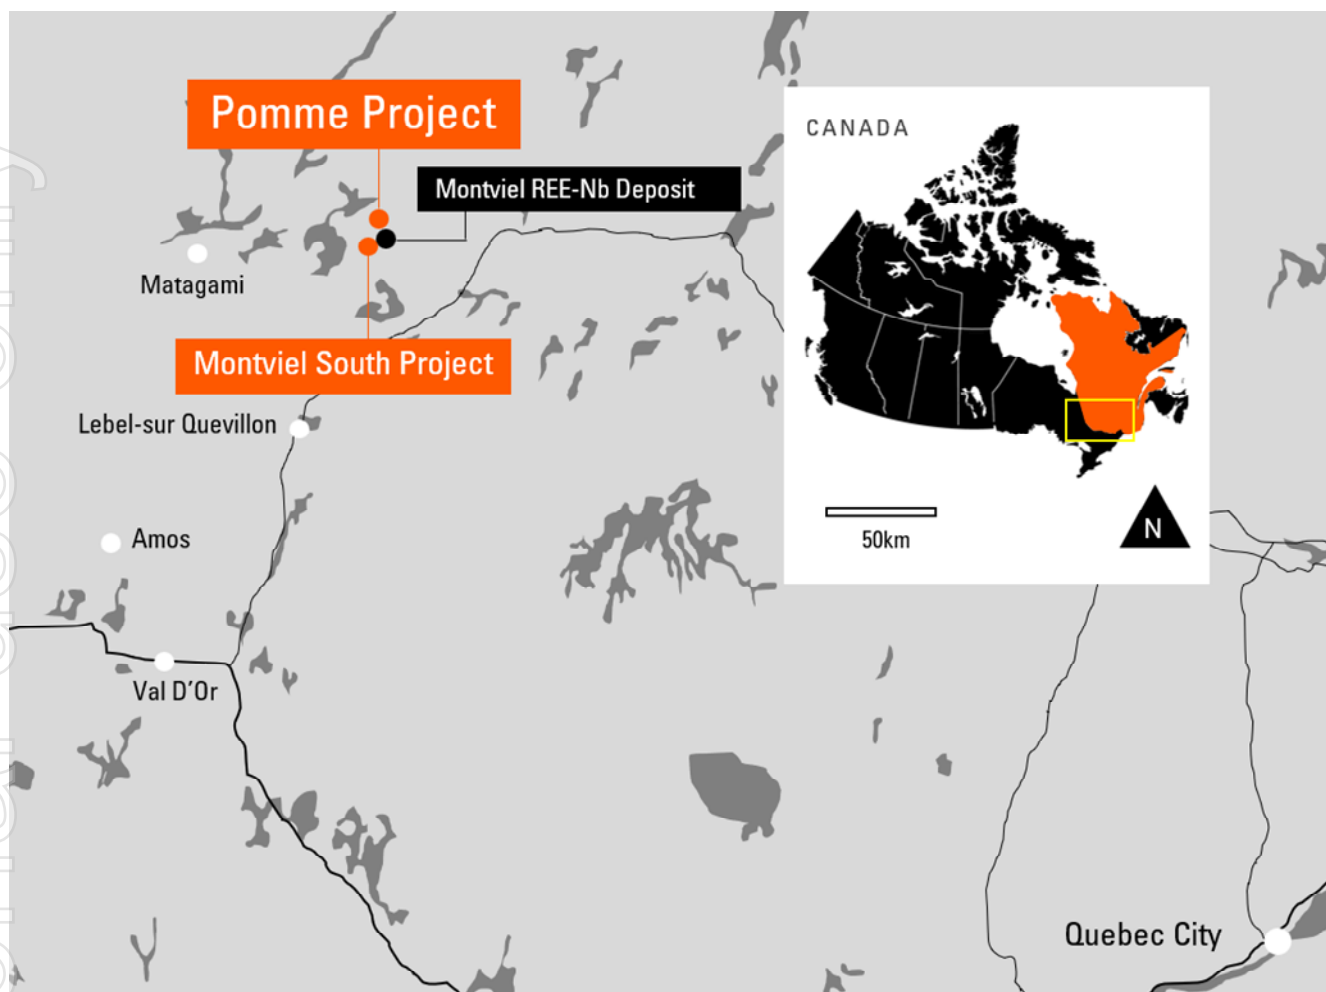 Pomme Project
CANADA
Montviel REE-Nb Deposit
Matagami
Montviel South Project
Lebel-sur Quevillon
50km
N
Amos
Val D'Or
Quebec City